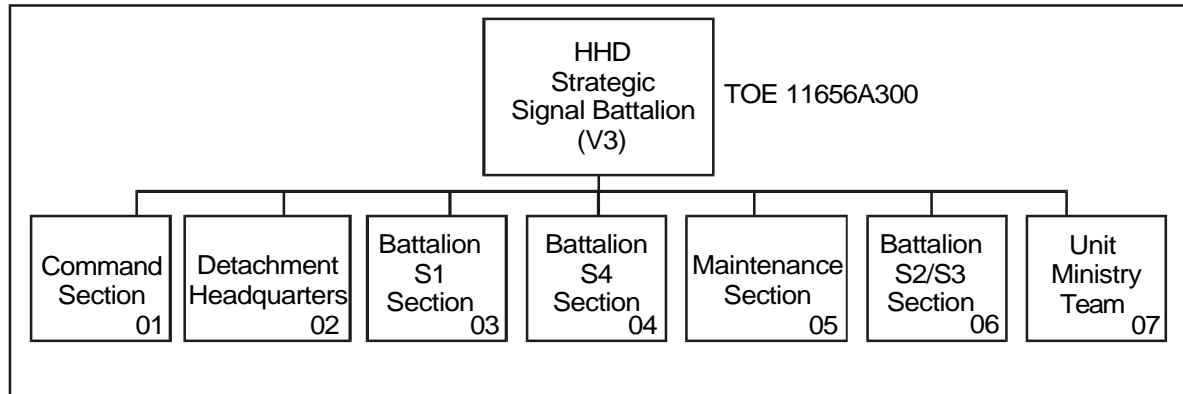 HHD
Strategic
Signal Battalion
(V3)
TOE 11656A300
Command
Section
01
Detachment
Headquarters
02
Battalion
S1
Section
03
Battalion
S4
Section
04
Maintenance
Section
05
Battalion
S2/S3
Section
06
Unit
Ministry
Team
07